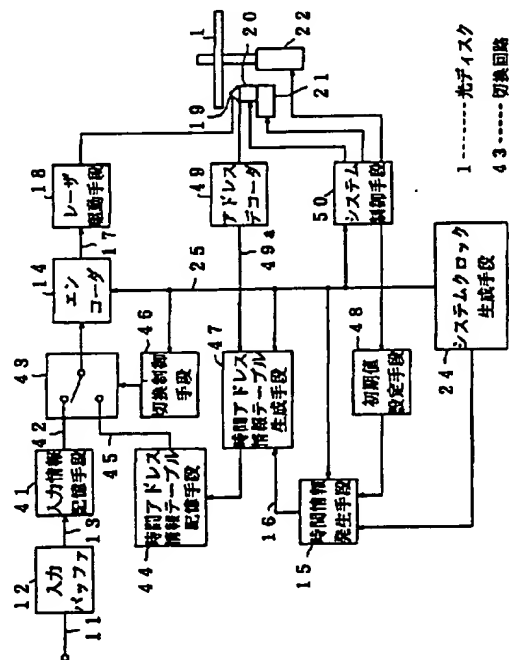 11
12
入力
バッファ
13
41
入力情報
記憶手段
42
43
45
44
時間アドレス
情報テーブル
記憶手段
46
切換制御
手段
14
エンコーダ
17
18
レーザ
駆動手段
25
47
時間アドレス
情報テーブル
生成手段
16
15
時間情報
発生手段
48
初期値
設定手段
49
アドレス
デコーダ
49a
50
システム
制御手段
24
システムクロック
生成手段
19
20
21
22
1
1 -------光ディスク
43 -----切換回路